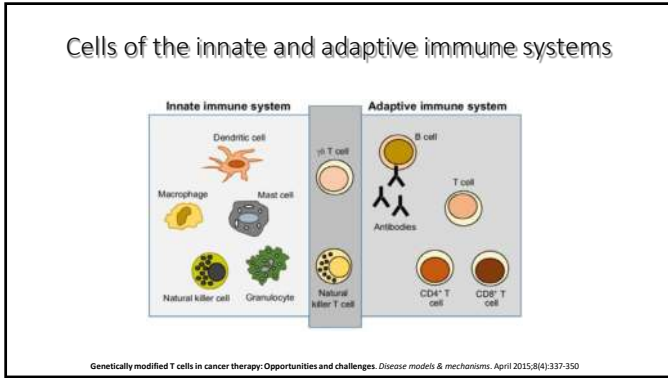 Cells of the innate and adaptive immune systems
Innate immune system
Adaptive immune system
Dendritic cell
Macrophage
Mast cell
Natural killer cell
Granulocyte
γδ T cell
Natural
killer T cell
B cell
Antibodies
T cell
CD4⁺ T
cell
CD8⁺ T
cell
Genetically modified T cells in cancer therapy: Opportunities and challenges. Disease models & mechanisms. April 2015;8(4):337-350